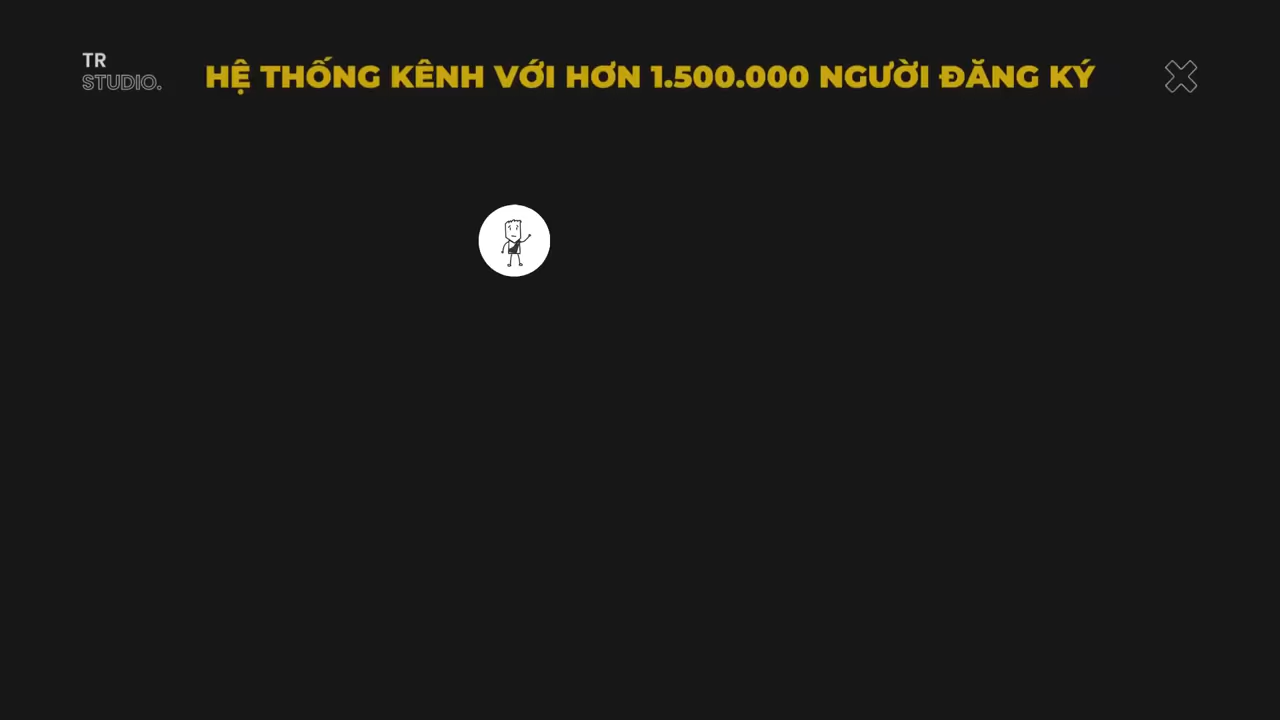 TR
STUDIO.
HỆ THỐNG KÊNH VỚI HƠN 1.500.000 NGƯỜI ĐĂNG KÝ